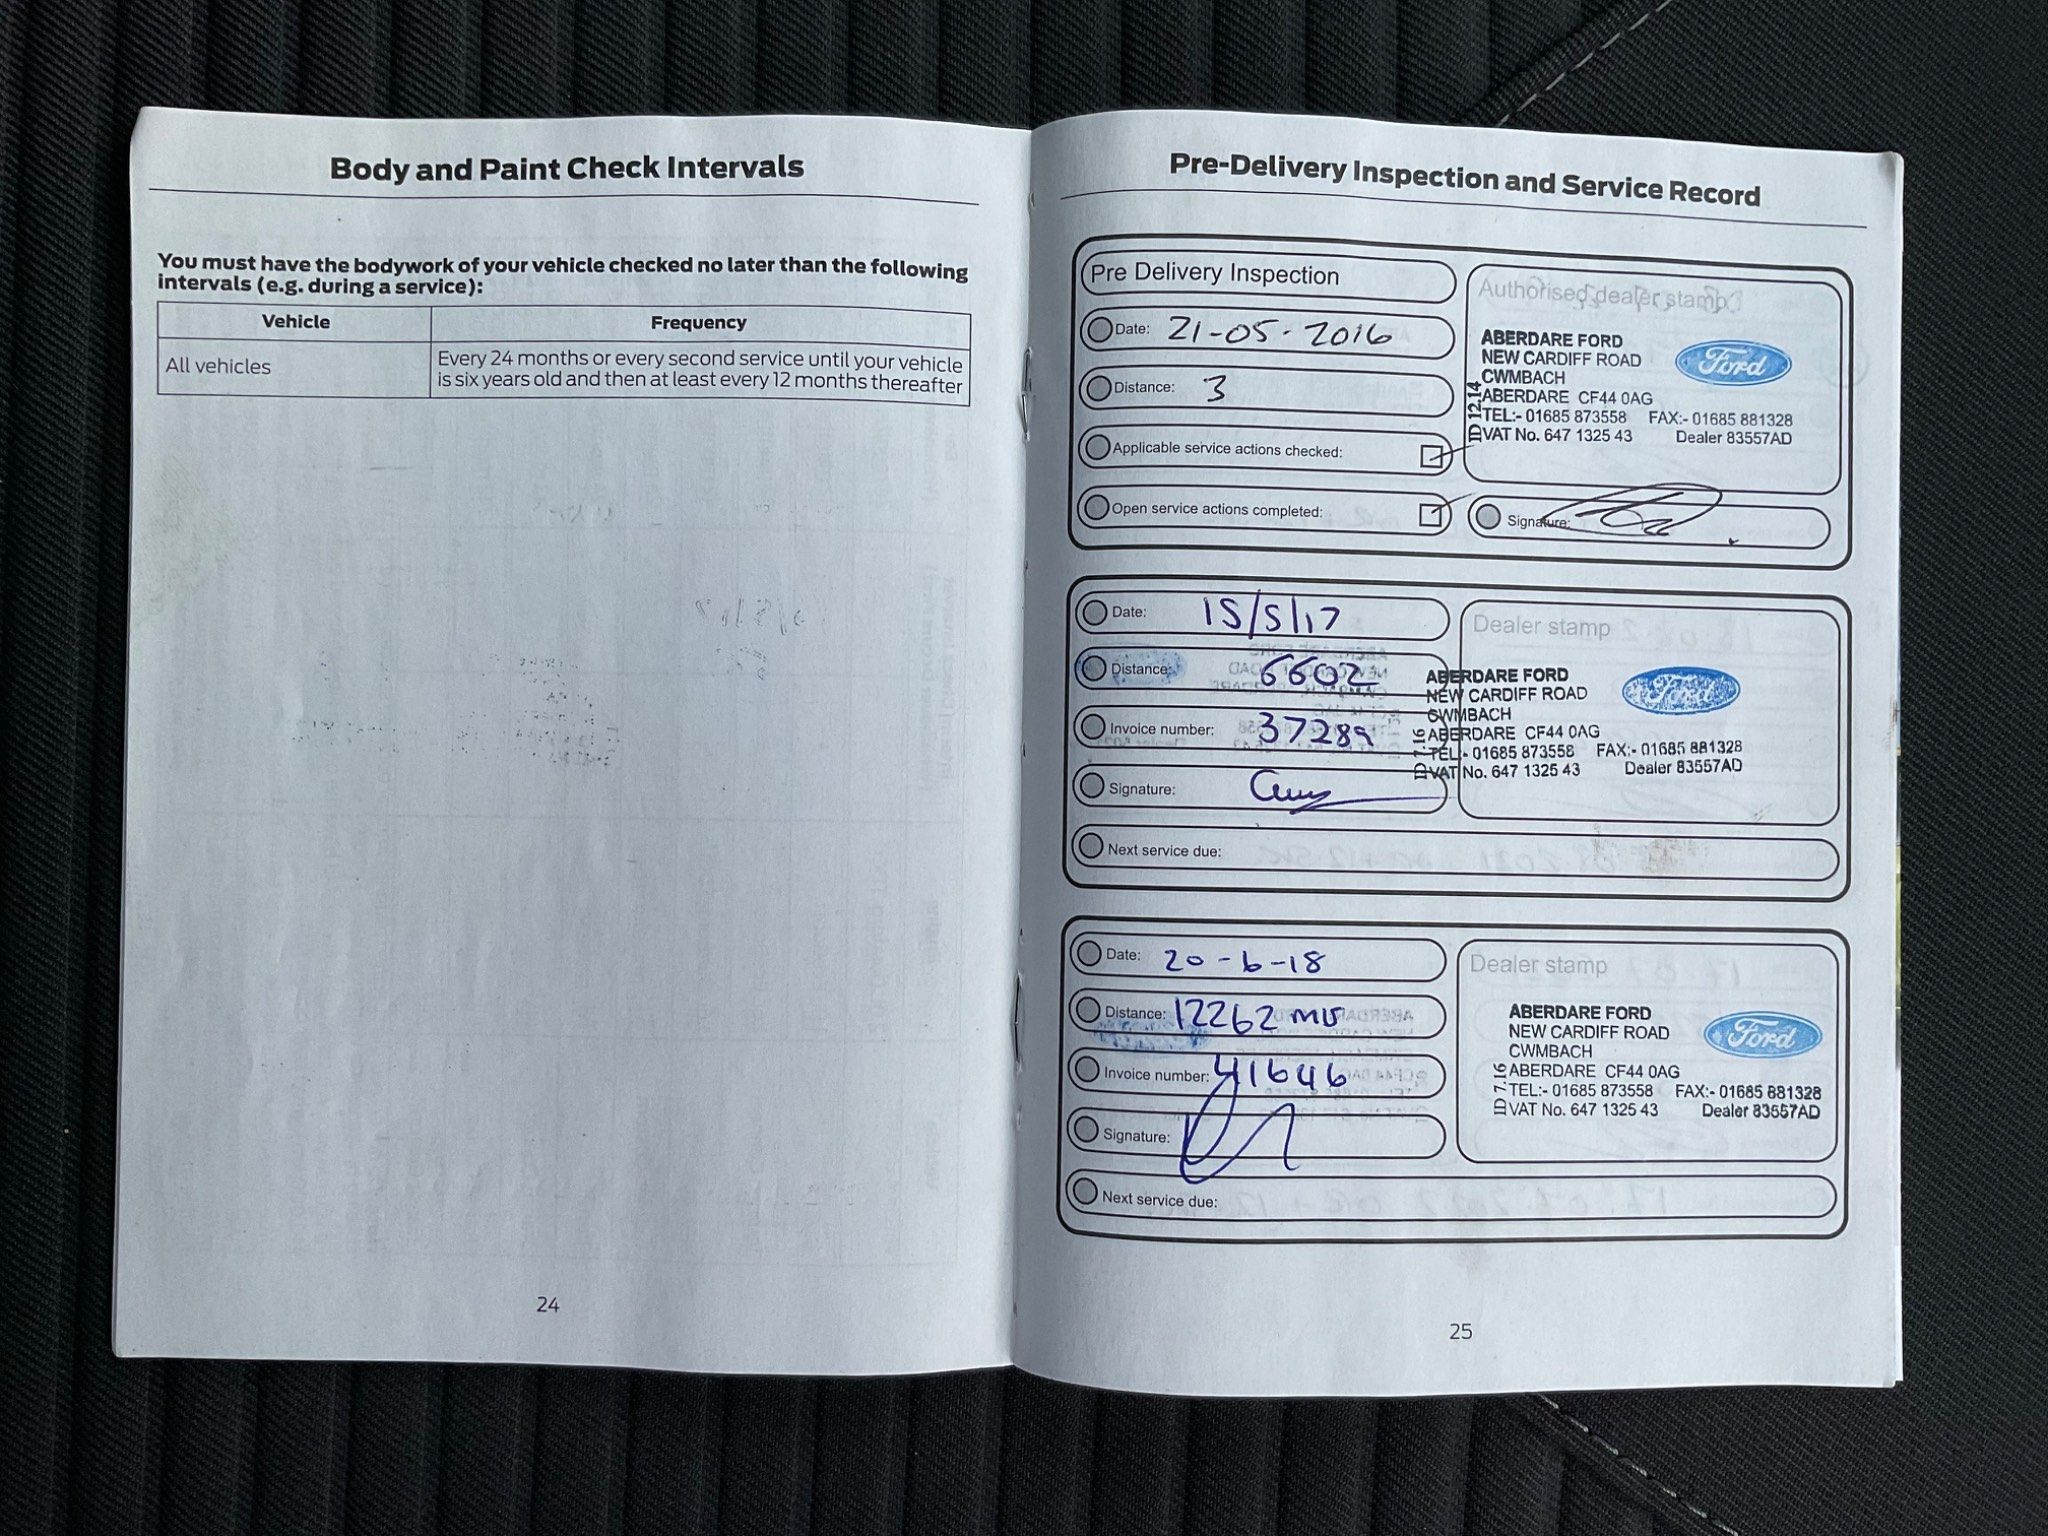 Body and Paint Check Intervals
You must have the bodywork of your vehicle checked no later than the following
intervals (e.g. during a service):
Vehicle Frequency
All vehicles Every 24 months or every second service until your vehicle
is six years old and then at least every 12 months thereafter
24
Pre-Delivery Inspection and Service Record
Pre Delivery Inspection
Date: 21-05-2016
Distance: 3
Applicable service actions checked:
Open service actions completed:
Authorised dealer stamp
ABERDARE FORD
NEW CARDIFF ROAD
CWMBACH
ABERDARE CF44 0AG
TEL:- 01685 873558 FAX:- 01685 881328
VAT No. 647 1325 43 Dealer 83557AD
ID 12.14
Ford
Signature:
Date: 15/5/17
Distance: 6602
Invoice number: 37289
Signature:
Next service due:
Dealer stamp
ABERDARE FORD
NEW CARDIFF ROAD
CWMBACH
ABERDARE CF44 0AG
TEL:- 01685 873558 FAX:- 01685 881328
VAT No. 647 1325 43 Dealer 83557AD
ID 7.16
Ford
Date: 20-6-18
Distance: 12262
Invoice number: 41646
Signature:
Next service due:
Dealer stamp
ABERDARE FORD
NEW CARDIFF ROAD
CWMBACH
ABERDARE CF44 0AG
TEL:- 01685 873558 FAX:- 01685 881328
VAT No. 647 1325 43 Dealer 83557AD
ID 7.16
Ford
25